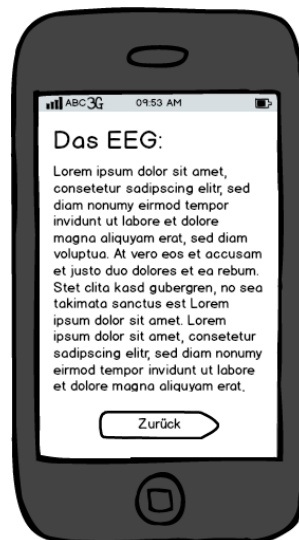 ABC 3G 09:53 AM
Das EEG:
Lorem ipsum dolor sit amet,
consetetur sadipscing elitr, sed
diam nonumy eirmod tempor
invidunt ut labore et dolore
magna aliquyam erat, sed diam
voluptua. At vero eos et accusam
et justo duo dolores et ea rebum.
Stet clita kasd gubergren, no sea
takimata sanctus est Lorem
ipsum dolor sit amet. Lorem
ipsum dolor sit amet, consetetur
sadipscing elitr, sed diam nonumy
eirmod tempor invidunt ut labore
et dolore magna aliquyam erat,
Zurück